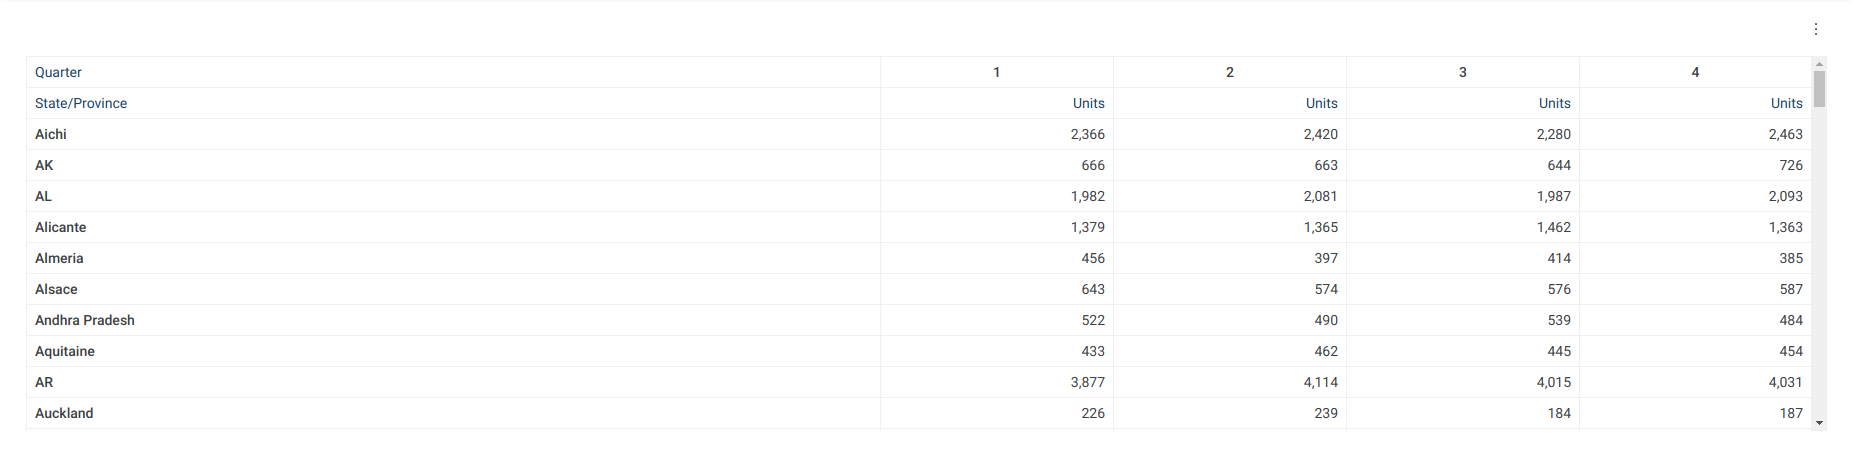 Quarter 1 2 3 4
State/Province Units Units Units Units
Aichi 2,366 2,420 2,280 2,463
AK 666 663 644 726
AL 1,982 2,081 1,987 2,093
Alicante 1,379 1,365 1,462 1,363
Almeria 456 397 414 385
Alsace 643 574 576 587
Andhra Pradesh 522 490 539 484
Aquitaine 433 462 445 454
AR 3,877 4,114 4,015 4,031
Auckland 226 239 184 187